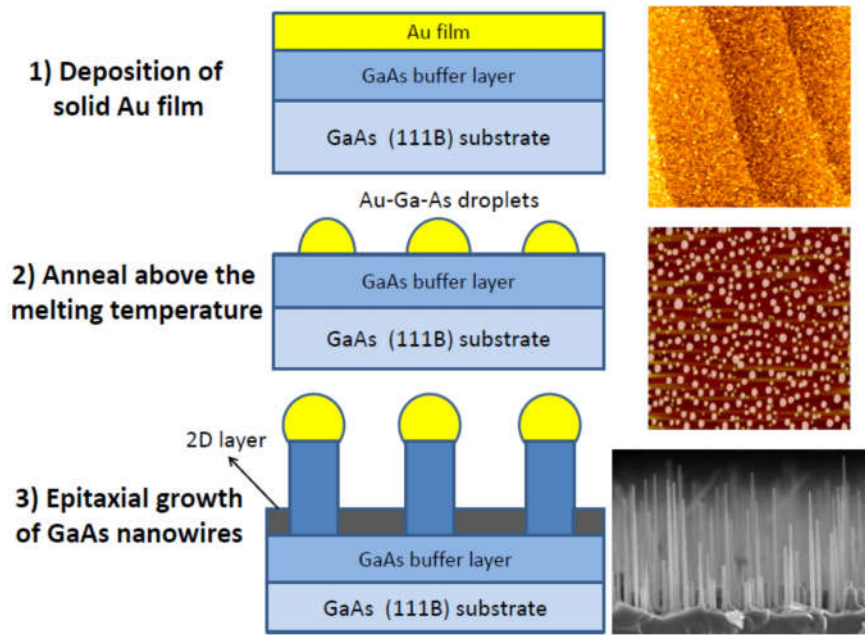 1) Deposition of
solid Au film
Au film
GaAs buffer layer
GaAs (111B) substrate
Au-Ga-As droplets
2) Anneal above the
melting temperature
GaAs buffer layer
GaAs (111B) substrate
2D layer
3) Epitaxial growth
of GaAs nanowires
GaAs buffer layer
GaAs (111B) substrate